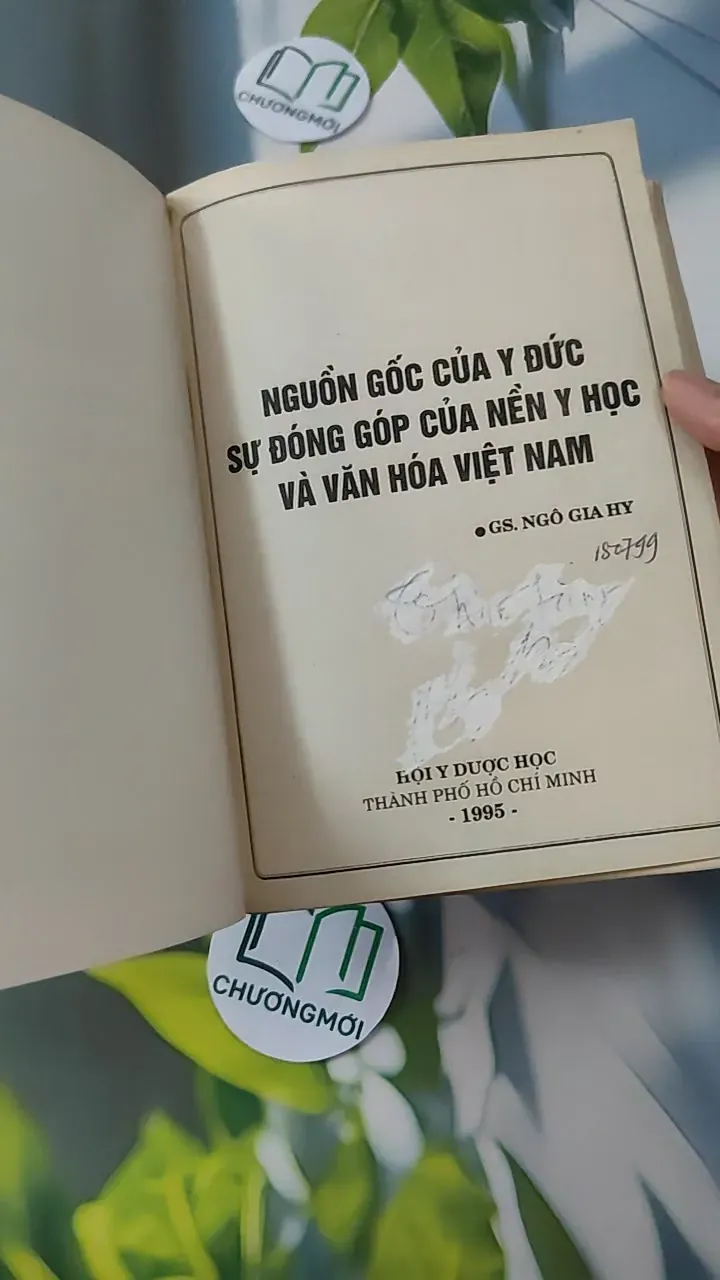 CHƯƠNGMỚI
NGUỒN GỐC CỦA Y ĐỨC
SỰ ĐÓNG GÓP CỦA NỀN Y HỌC
VÀ VĂN HÓA VIỆT NAM
●GS. NGÔ GIA HY
180799
HỘI Y DƯỢC HỌC
THÀNH PHỐ HỒ CHÍ MINH
- 1995 -
CHƯƠNGMỚI